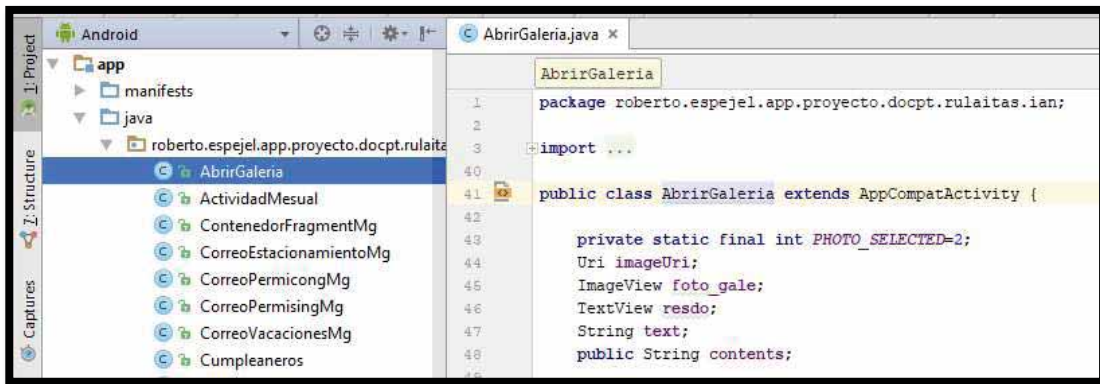 1: Project
7: Structure
Captures
Android
app
manifests
java
roberto.espejel.app.proyecto.docpt.rulaita
AbrirGaleria
ActividadMesual
ContenedorFragmentMg
CorreoEstacionamientoMg
CorreoPermicongMg
CorreoPermisingMg
CorreoVacacionesMg
Cumpleaneros
AbrirGaleria.java
AbrirGaleria
1 package roberto.espejel.app.proyecto.docpt.rulaitas.ian;
2
3 import ...
40
41 public class AbrirGaleria extends AppCompatActivity {
42
43 private static final int PHOTO_SELECTED=2;
44 Uri imageUri;
45 ImageView foto_gale;
46 TextView resdo;
47 String text;
48 public String contents;
49